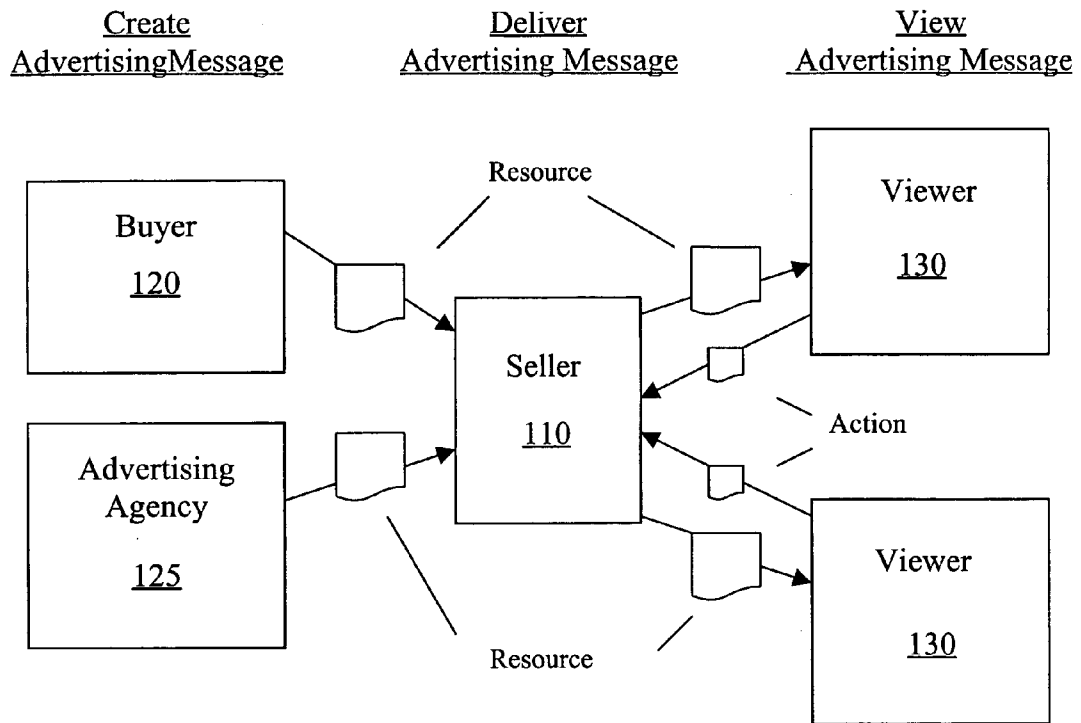 Create
AdvertisingMessage
Deliver
Advertising Message
View
Advertising Message
Resource
Buyer
120
Viewer
130
Seller
110
Action
Advertising
Agency
125
Viewer
130
Resource